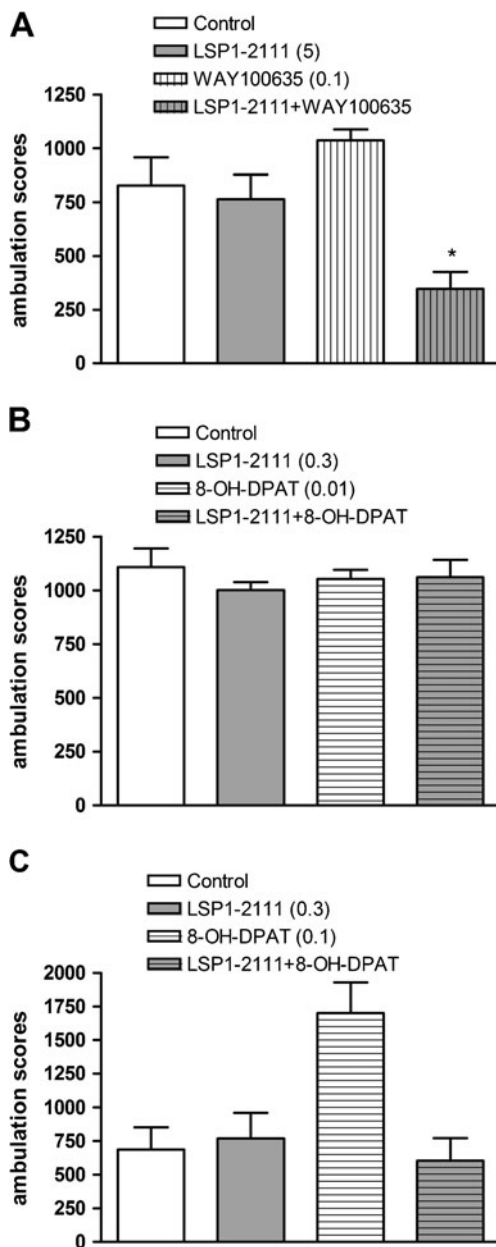 A
Control
LSP1-2111 (5)
WAY100635 (0.1)
LSP1-2111+WAY100635
1250
1000
750
500
250
0
ambulation scores
*
B
Control
LSP1-2111 (0.3)
8-OH-DPAT (0.01)
LSP1-2111+8-OH-DPAT
1250
1000
750
500
250
0
ambulation scores
C
Control
LSP1-2111 (0.3)
8-OH-DPAT (0.1)
LSP1-2111+8-OH-DPAT
2000
1750
1500
1250
1000
750
500
250
0
ambulation scores